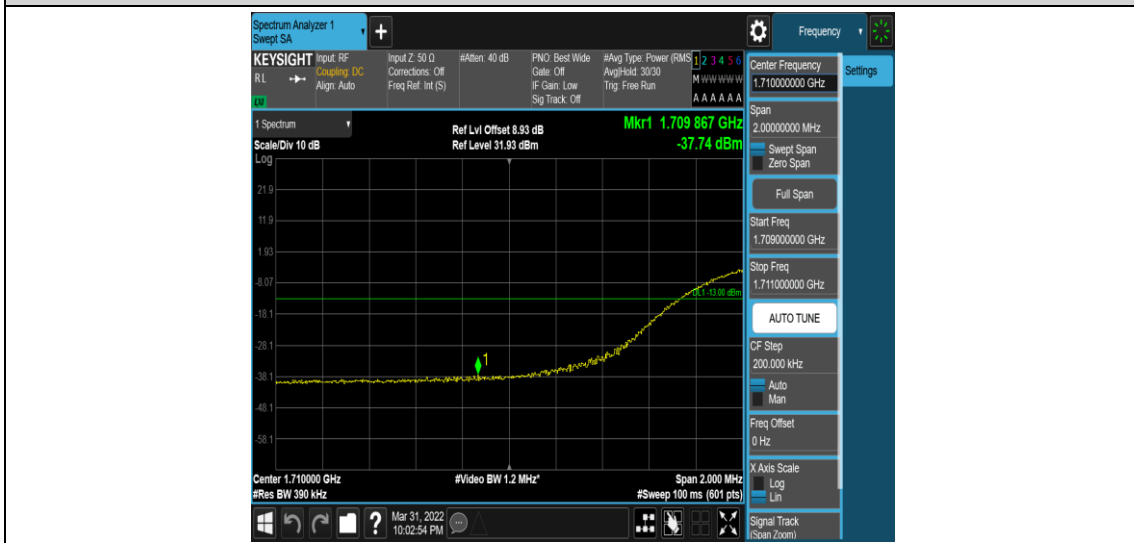 Spectrum Analyzer 1
Swept SA
+
Frequency
KEYSIGHT
RL
Input: RF
Coupling: DC
Align: Auto
Input Z: 50 Ω
Corrections: Off
Freq Ref: Int (S)
#Atten: 40 dB
PNO: Best Wide
Gate: Off
IF Gain: Low
Sig Track: Off
#Avg Type: Power (RMS
Avg|Hold: 30/30
Trig: Free Run
1 2 3 4 5 6
M W W W W W
A A A A A A
1 Spectrum
Scale/Div 10 dB
Log
Ref Lvl Offset 8.93 dB
Ref Level 31.93 dBm
Mkr1 1.709 867 GHz
-37.74 dBm
21.9
11.9
1.93
-8.07
-18.1
-28.1
-38.1
-48.1
-58.1
DL1 -13.00 dBm
1
Center 1.710000 GHz
#Res BW 390 kHz
#Video BW 1.2 MHz*
Span 2.000 MHz
#Sweep 100 ms (601 pts)
?
Mar 31, 2022
10:02:54 PM
Center Frequency
1.710000000 GHz
Settings
Span
2.00000000 MHz
Swept Span
Zero Span
Full Span
Start Freq
1.709000000 GHz
Stop Freq
1.711000000 GHz
AUTO TUNE
CF Step
200.000 kHz
Auto
Man
Freq Offset
0 Hz
X Axis Scale
Log
Lin
Signal Track
(Span Zoom)